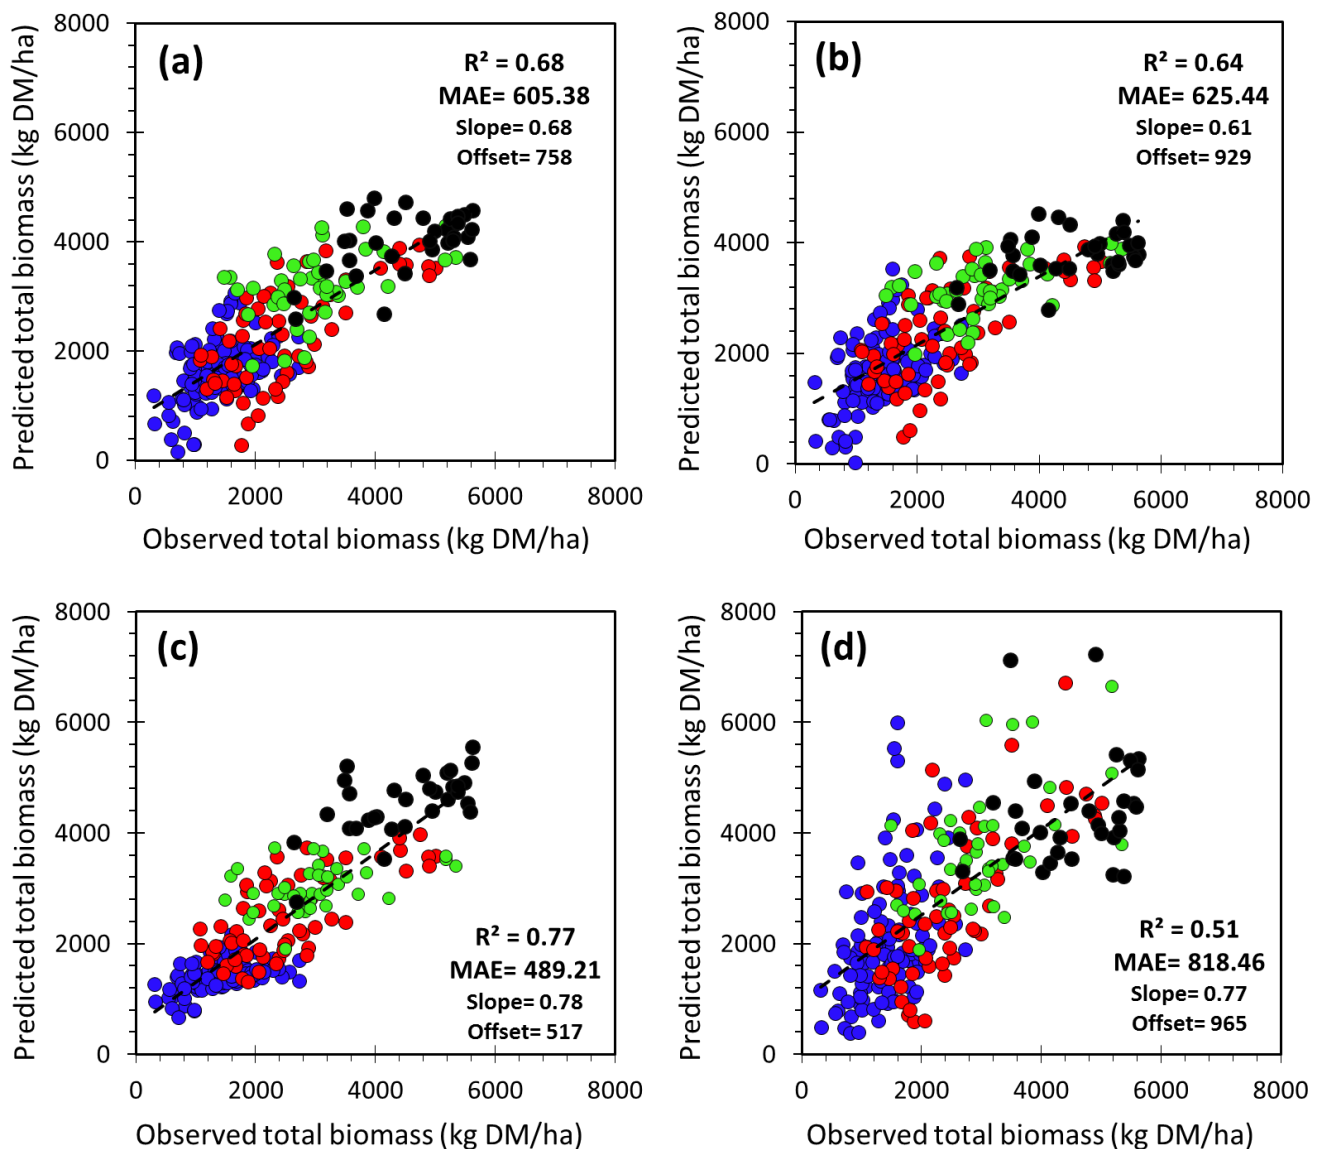 (a)
R² = 0.68
MAE= 605.38
Slope= 0.68
Offset= 758
8000
6000
4000
2000
0
Predicted total biomass (kg DM/ha)
0 2000 4000 6000 8000
Observed total biomass (kg DM/ha)
(b)
R² = 0.64
MAE= 625.44
Slope= 0.61
Offset= 929
8000
6000
4000
2000
0
Predicted total biomass (kg DM/ha)
0 2000 4000 6000 8000
Observed total biomass (kg DM/ha)
(c)
R² = 0.77
MAE= 489.21
Slope= 0.78
Offset= 517
8000
6000
4000
2000
0
Predicted total biomass (kg DM/ha)
0 2000 4000 6000 8000
Observed total biomass (kg DM/ha)
(d)
R² = 0.51
MAE= 818.46
Slope= 0.77
Offset= 965
8000
6000
4000
2000
0
Predicted total biomass (kg DM/ha)
0 2000 4000 6000 8000
Observed total biomass (kg DM/ha)